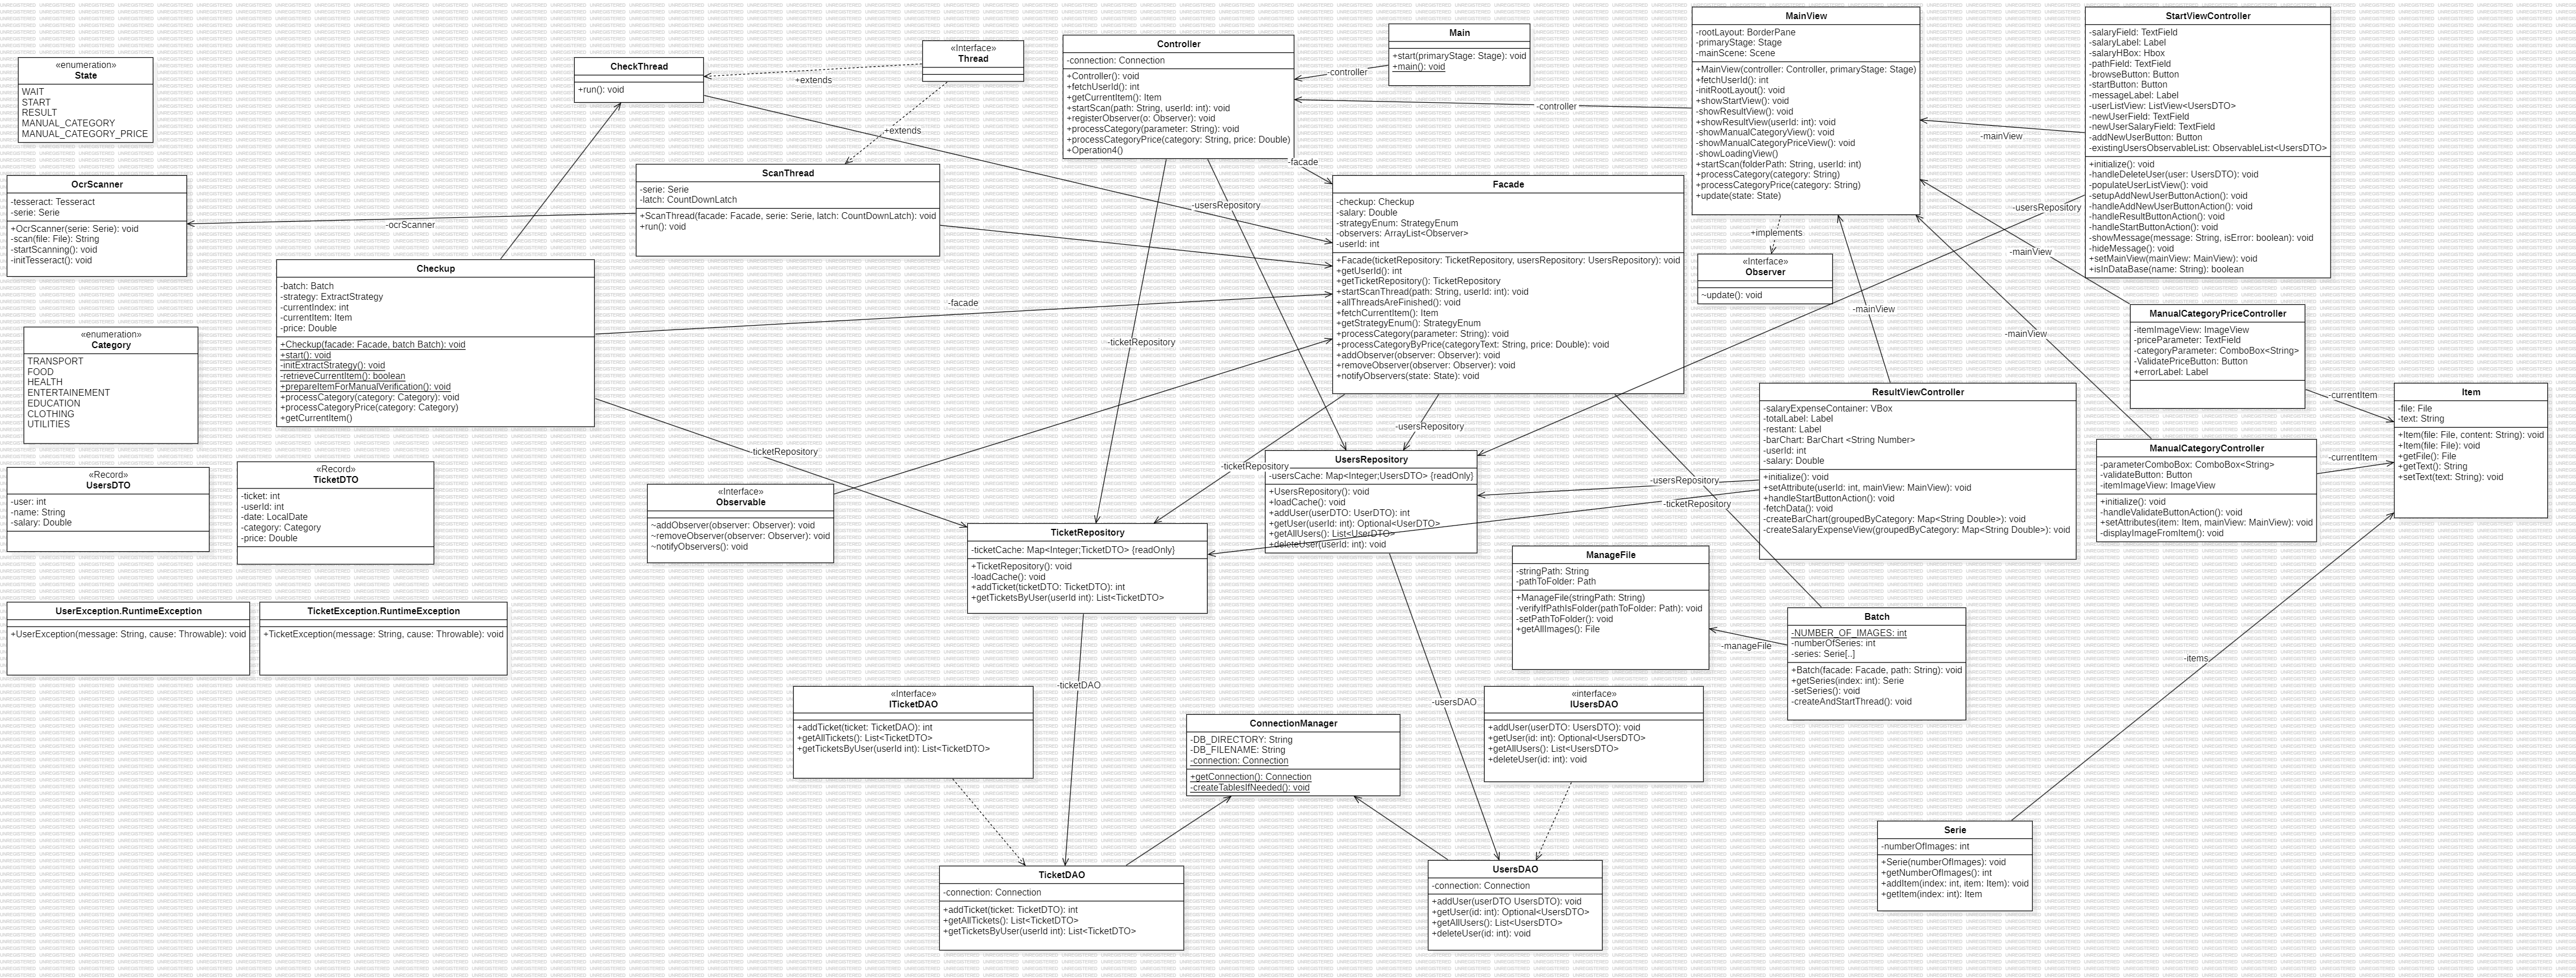 «enumeration»
State
WAIT
START
RESULT
MANUAL_CATEGORY
MANUAL_CATEGORY_PRICE
OcrScanner
-tesseract: Tesseract
-serie: Serie
+OcrScanner(serie: Serie): void
-scan(file: File): String
-startScanning(): void
-initTesseract(): void
«enumeration»
Category
TRANSPORT
FOOD
HEALTH
ENTERTAINEMENT
EDUCATION
CLOTHING
UTILITIES
«Record»
UsersDTO
-user: int
-name: String
-salary: Double
«Record»
TicketDTO
-ticket: int
-userId: int
-date: LocalDate
-category: Category
-price: Double
UserException.RuntimeException
+UserException(message: String, cause: Throwable): void
TicketException.RuntimeException
+TicketException(message: String, cause: Throwable): void
Checkup
-batch: Batch
-strategy: ExtractStrategy
-currentIndex: int
-currentItem: Item
-price: Double
+Checkup(facade: Facade, batch Batch): void
+start(): void
-initExtractStrategy(): void
-retrieveCurrentItem(): boolean
+prepareItemForManualVerification(): void
+processCategory(category: Category): void
+processCategoryPrice(category: Category)
+getCurrentItem()
CheckThread
+run(): void
«Interface»
Thread
+extends
+extends
ScanThread
-serie: Serie
-latch: CountDownLatch
+ScanThread(facade: Facade, serie: Serie, latch: CountDownLatch): void
+run(): void
-ocrScanner
-facade
-ticketRepository
«Interface»
Observable
~addObserver(observer: Observer): void
~removeObserver(observer: Observer): void
~notifyObservers(): void
Controller
-connection: Connection
+Controller(): void
+fetchUserId(): int
+getCurrentItem(): Item
+startScan(path: String, userId: int): void
+registerObserver(o: Observer): void
+processCategory(parameter: String): void
+processCategoryPrice(category: String, price: Double)
+Operation4()
Main
+start(primaryStage: Stage): void
+main(): void
-controller
-controller
-facade
-usersRepository
-ticketRepository
Facade
-checkup: Checkup
-salary: Double
-strategyEnum: StrategyEnum
-observers: ArrayList<Observer>
-userId: int
+Facade(ticketRepository: TicketRepository, usersRepository: UsersRepository): void
+getUserId(): int
+getTicketRepository(): TicketRepository
+startScanThread(path: String, userId: int): void
+allThreadsAreFinished(): void
+fetchCurrentItem(): Item
+getStrategyEnum(): StrategyEnum
+processCategory(parameter: String): void
+processCategoryByPrice(categoryText: String, price: Double): void
+addObserver(observer: Observer): void
+removeObserver(observer: Observer): void
+notifyObservers(state: State): void
-usersRepository
-ticketRepository
UsersRepository
-usersCache: Map<Integer;UsersDTO> {readOnly}
+UsersRepository(): void
+loadCache(): void
+addUser(userDTO: UserDTO): int
+getUser(userId: int): Optional<UserDTO>
+getAllUsers(): List<UserDTO>
+deleteUser(userId: int): void
TicketRepository
-ticketCache: Map<Integer;TicketDTO> {readOnly}
+TicketRepository(): void
-loadCache(): void
+addTicket(ticketDTO: TicketDTO): int
+getTicketsByUser(userId int): List<TicketDTO>
-ticketDAO
-usersDAO
«Interface»
ITicketDAO
+addTicket(ticket: TicketDAO): int
+getAllTickets(): List<TicketDTO>
+getTicketsByUser(userId int): List<TicketDTO>
ConnectionManager
-DB_DIRECTORY: String
-DB_FILENAME: String
-connection: Connection
+getConnection(): Connection
-createTablesIfNeeded(): void
«interface»
IUsersDAO
+addUser(userDTO: UsersDTO): void
+getUser(id: int): Optional<UsersDTO>
+getAllUsers(): List<UsersDTO>
+deleteUser(id: int): void
TicketDAO
-connection: Connection
+addTicket(ticket: TicketDTO): int
+getAllTickets(): List<TicketDTO>
+getTicketsByUser(userId int): List<TicketDTO>
UsersDAO
-connection: Connection
+addUser(userDTO UsersDTO): void
+getUser(id: int): Optional<UsersDTO>
+getAllUsers(): List<UsersDTO>
+deleteUser(id: int): void
MainView
-rootLayout: BorderPane
-primaryStage: Stage
-mainScene: Scene
+MainView(controller: Controller, primaryStage: Stage)
+fetchUserId(): int
-initRootLayout(): void
+showStartView(): void
-showResultView(): void
+showResultView(userId: int): void
-showManualCategoryView(): void
-showManualCategoryPriceView(): void
-showLoadingView()
+startScan(folderPath: String, userId: int)
+processCategory(category: String)
+processCategoryPrice(category: String)
+update(state: State)
+implements
«Interface»
Observer
~update(): void
StartViewController
-salaryField: TextField
-salaryLabel: Label
-salaryHBox: Hbox
-pathField: TextField
-browseButton: Button
-startButton: Button
-messageLabel: Label
-userListView: ListView<UsersDTO>
-newUserField: TextField
-newUserSalaryField: TextField
-addNewUserButton: Button
-existingUsersObservableList: ObservableList<UsersDTO>
+initialize(): void
-handleDeleteUser(user: UsersDTO): void
-populateUserListView(): void
-setupAddNewUserButtonAction(): void
-handleAddNewUserButton(): void
-handleResultButtonAction(): void
-handleStartButtonAction(): void
-showMessage(message: String, isError: boolean): void
-hideMessage(): void
+setMainView(mainView: MainView): void
+isInDataBase(name: String): boolean
-mainView
-usersRepository
-mainView
-mainView
-mainView
ManualCategoryPriceController
-itemImageView: ImageView
-priceParameter: TextField
-categoryParameter: ComboBox<String>
-ValidatePriceButton: Button
+errorLabel: Label
-currentItem
ResultViewController
-salaryExpenseContainer: VBox
-totalLabel: Label
-restant: Label
-barChart: BarChart <String Number>
-userId: int
-salary: Double
+initialize(): void
+setAttribute(userId: int, mainView: MainView): void
+handleStartButtonAction(): void
-fetchData(): void
-createBarChart(groupedByCategory: Map<String Double>): void
-createSalaryExpenseView(groupedByCategory: Map<String Double>): void
-usersRepository
-ticketRepository
ManualCategoryController
-parameterComboBox: ComboBox<String>
-validateButton: Button
-itemImageView: ImageView
+initialize(): void
-handleValidateButtonAction(): void
+setAttributes(item: Item, mainView: MainView): void
-displayImageFromItem(): void
-currentItem
Item
-file: File
-text: String
+Item(file: File, content: String): void
+Item(file: File): void
+getFile(): File
+getText(): String
+setText(text: String): void
ManageFile
-stringPath: String
-pathToFolder: Path
+ManageFile(stringPath: String)
-verifyIfPathIsFolder(pathToFolder: Path): void
-setPathToFolder(): void
+getAllImages(): File
-manageFile
Batch
-NUMBER_OF_IMAGES: int
-numberOfSeries: int
-series: Serie[..]
+Batch(facade: Facade, path: String): void
+getSeries(index: int): Serie
-setSeries(): void
-createAndStartThread(): void
-items
Serie
-numberOfImages: int
+Serie(numberOfImages): void
+getNumberOfImages(): int
+addItem(index: int, item: Item): void
+getItem(index: int): Item